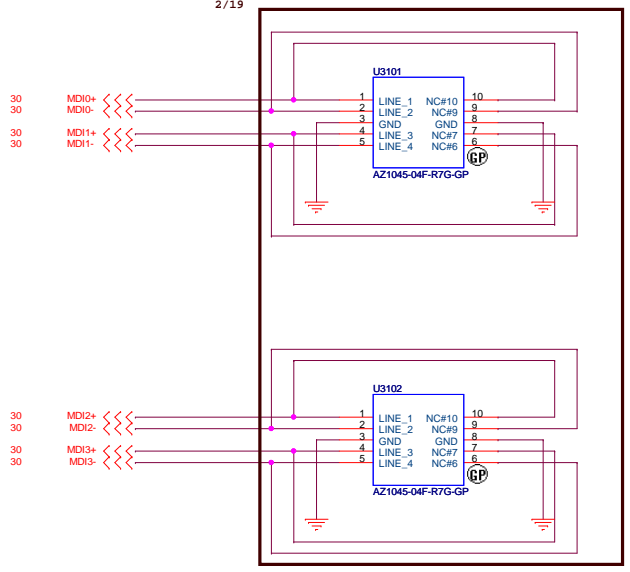 2/19
U3101
30 MDI0+ 1 LINE_1 NC#10 10
30 MDI0- 2 LINE_2 NC#9 9
3 GND GND 8
30 MDI1+ 4 LINE_3 NC#7 7
30 MDI1- 5 LINE_4 NC#6 6
GP
AZ1045-04F-R7G-GP
U3102
30 MDI2+ 1 LINE_1 NC#10 10
30 MDI2- 2 LINE_2 NC#9 9
3 GND GND 8
30 MDI3+ 4 LINE_3 NC#7 7
30 MDI3- 5 LINE_4 NC#6 6
GP
AZ1045-04F-R7G-GP